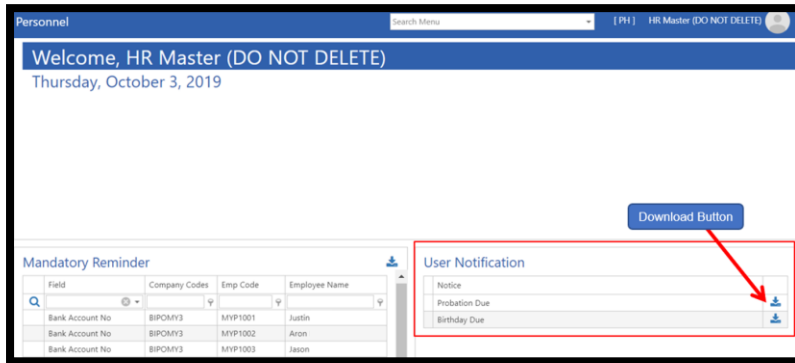 Personnel
Search Menu
[ PH ] HR Master (DO NOT DELETE)
Welcome, HR Master (DO NOT DELETE)
Thursday, October 3, 2019
Download Button
Mandatory Reminder
Field Company Codes Emp Code Employee Name
Bank Account No BIPOMY3 MYP1001 Justin
Bank Account No BIPOMY3 MYP1002 Aron
Bank Account No BIPOMY3 MYP1003 Jason
User Notification
Notice
Probation Due
Birthday Due